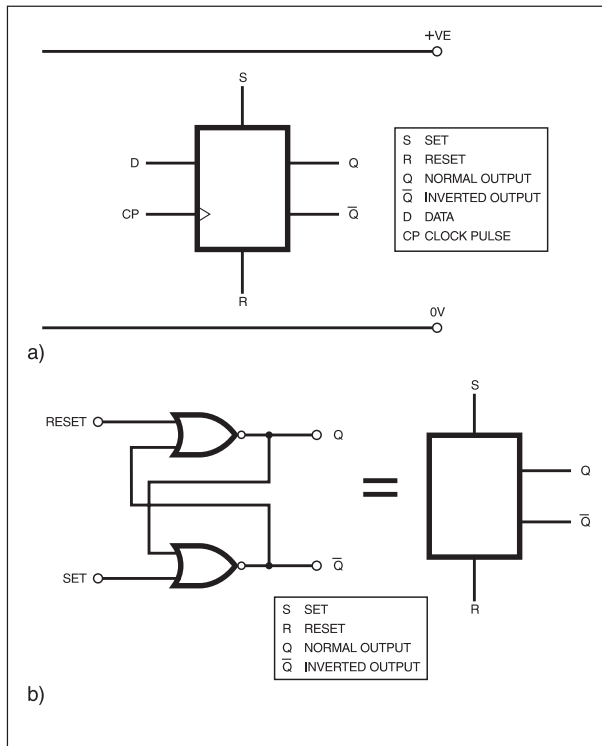 +VE
S
D
Q
CP
Q̅
R
S SET
R RESET
Q NORMAL OUTPUT
Q̅ INVERTED OUTPUT
D DATA
CP CLOCK PULSE
0V
a)
S
RESET
Q
=
Q
Q̅
SET
Q̅
R
S SET
R RESET
Q NORMAL OUTPUT
Q̅ INVERTED OUTPUT
b)